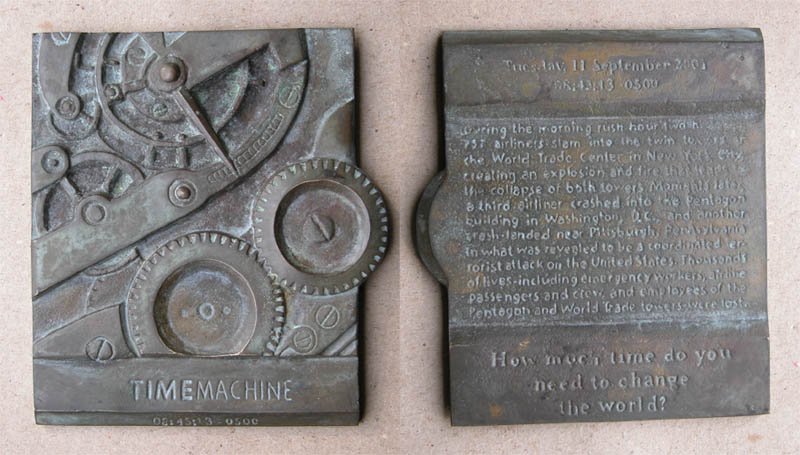 TIMEMACHINE
08:45:13 -0500
Tuesday, 11 September 2001
08:45:13 -0500
During the morning rush hour two
757 airliners slam into the twin towers of
the World Trade Center in New York City,
creating an explosion and fire that
the collapse of both towers. Moments later,
a third airliner crashed into the Pentagon
building in Washington, D.C., and another
crash-landed near Pittsburgh, Pennsylvania
in what was revealed to be a coordinated ter-
rorist attack on the United States. Thousands
of lives-including emergency workers, airline
passengers and crew, and employees of the
Pentagon and World Trade towers-were lost.
How much time do you
need to change
the world?